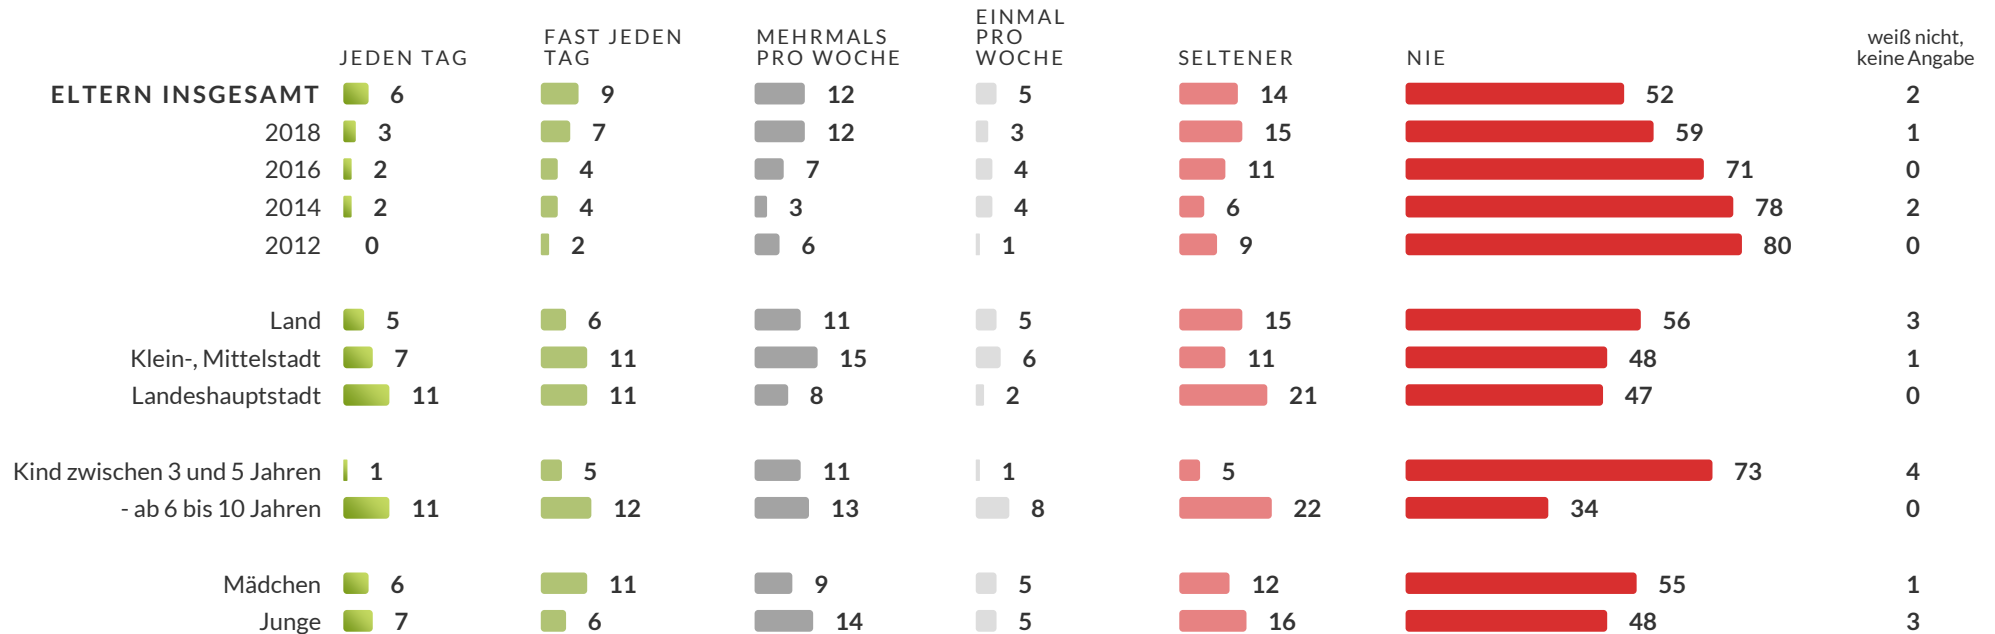 JEDEN TAG FAST JEDEN TAG MEHRMALS PRO WOCHE EINMAL PRO WOCHE SELTENER NIE weiß nicht, keine Angabe
ELTERN INSGESAMT 6 9 12 5 14 52 2
2018 3 7 12 3 15 59 1
2016 2 4 7 4 11 71 0
2014 2 4 3 4 6 78 2
2012 0 2 6 1 9 80 0
Land 5 6 11 5 15 56 3
Klein-, Mittelstadt 7 11 15 6 11 48 1
Landeshauptstadt 11 11 8 2 21 47 0
Kind zwischen 3 und 5 Jahren 1 5 11 1 5 73 4
- ab 6 bis 10 Jahren 11 12 13 8 22 34 0
Mädchen 6 11 9 5 12 55 1
Junge 7 6 14 5 16 48 3